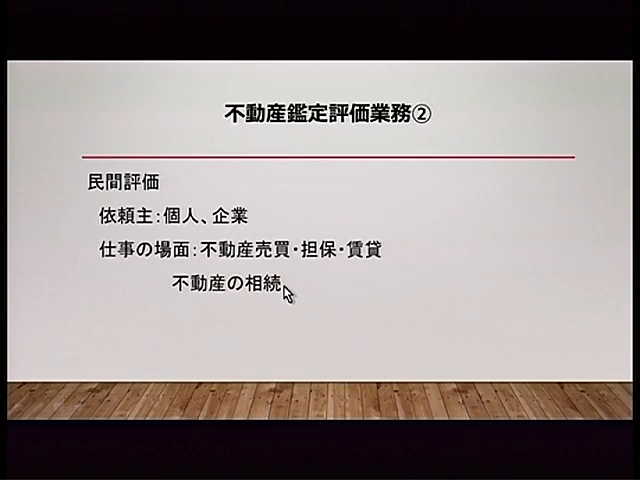 不動産鑑定評価業務②
民間評価
依頼主：個人、企業
仕事の場面：不動産売買・担保・賃貸
不動産の相続